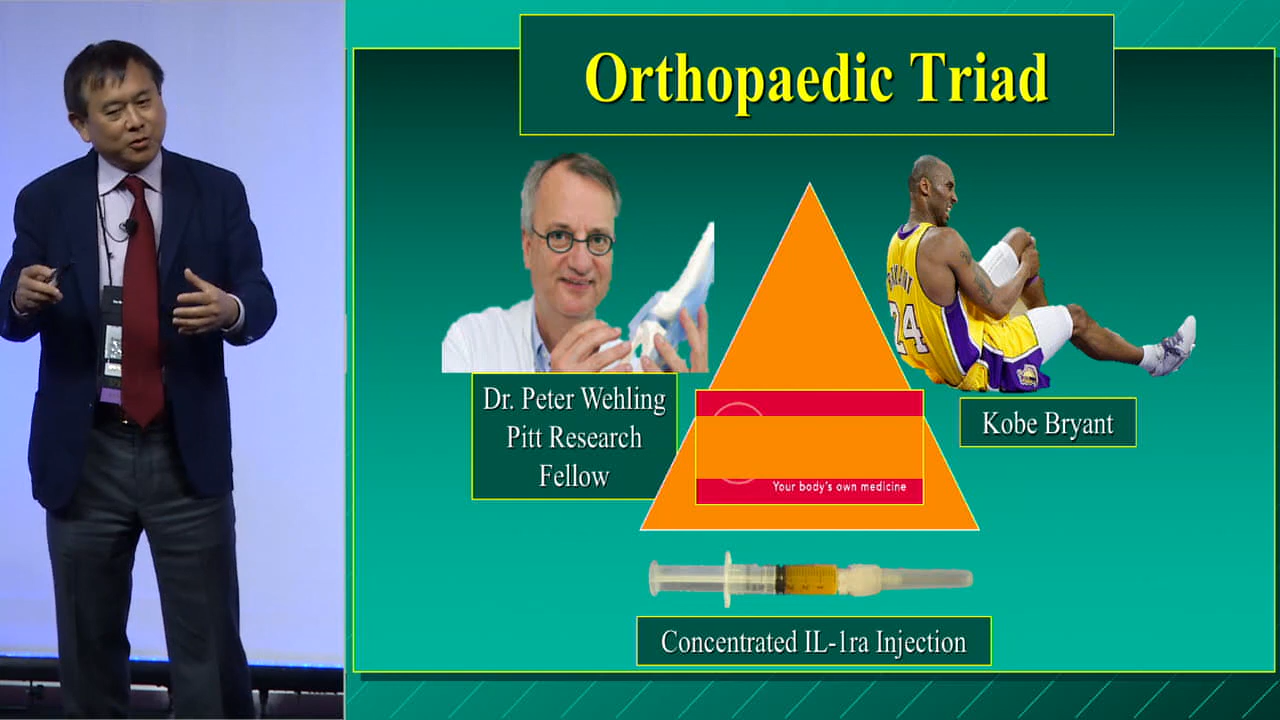 Orthopaedic Triad
Dr. Peter Wehling
Pitt Research
Fellow
24
Kobe Bryant
Your body's own medicine
Concentrated IL-1ra Injection